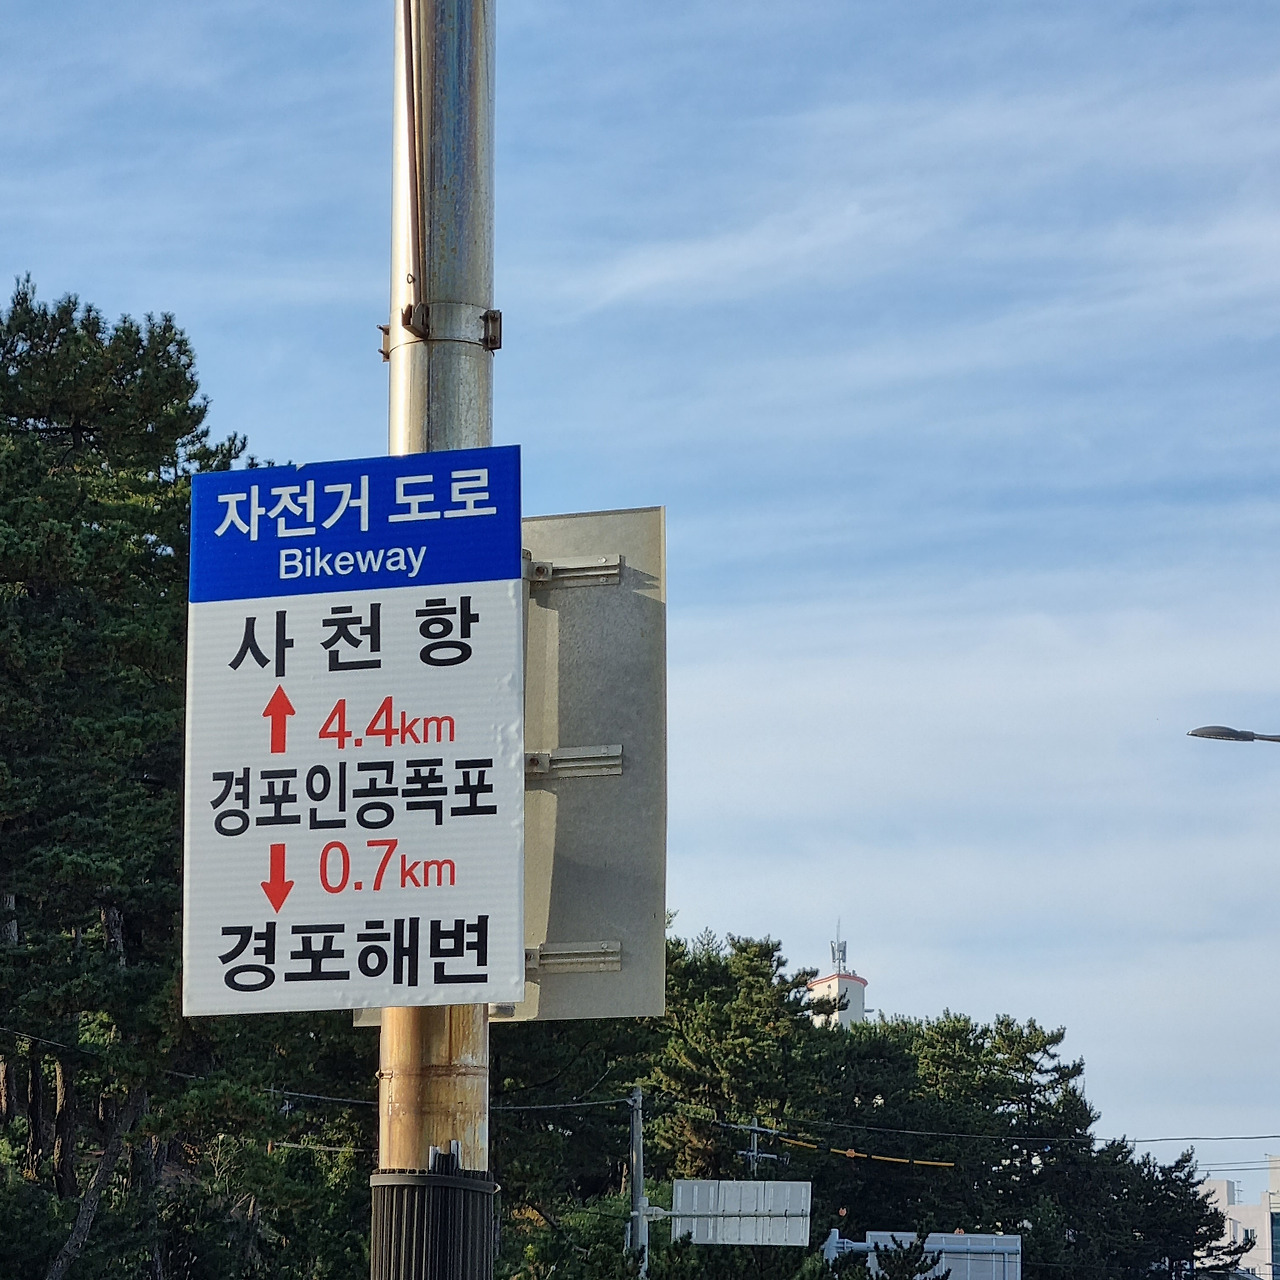 자전거 도로
Bikeway
사천항
↑ 4.4km
경포인공폭포
↓ 0.7km
경포해변